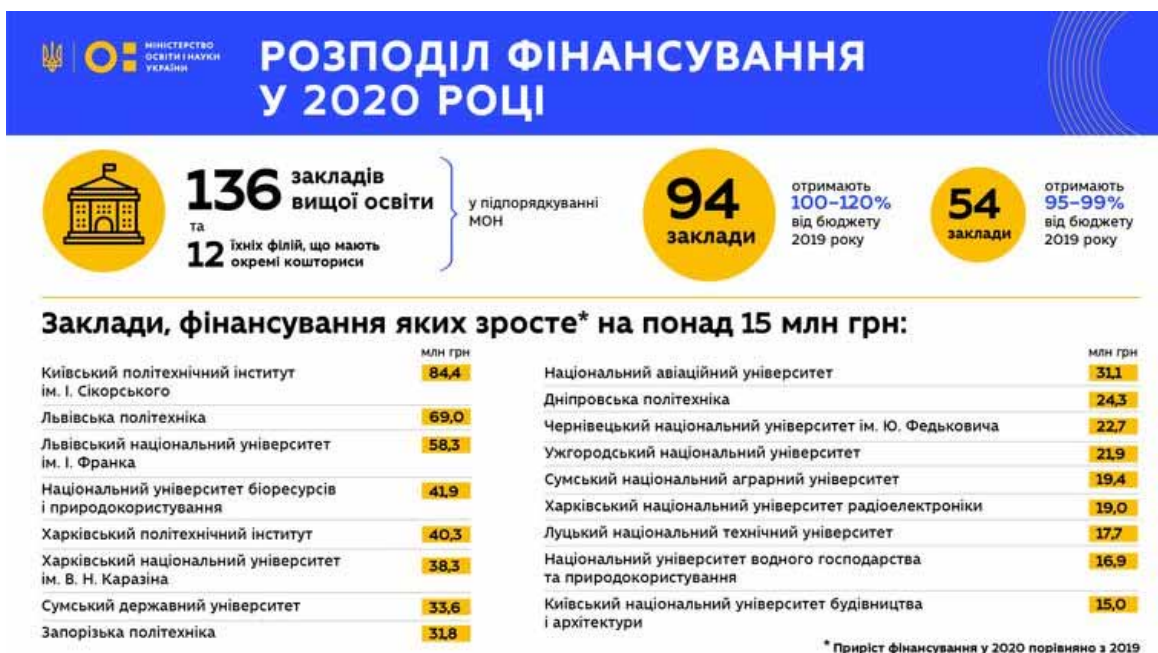 МІНІСТЕРСТВО
ОСВІТИ І НАУКИ
УКРАЇНИ
РОЗПОДІЛ ФІНАНСУВАННЯ
У 2020 РОЦІ
136 закладів
вищої освіти
та
12 їхніх філій, що мають
окремі кошториси
у підпорядкуванні
МОН
94
заклади
отримають
100–120%
від бюджету
2019 року
54
заклади
отримають
95–99%
від бюджету
2019 року
Заклади, фінансування яких зросте* на понад 15 млн грн:
млн грн
Київський політехнічний інститут 84,4
ім. І. Сікорського
Львівська політехніка 69,0
Львівський національний університет 58,3
ім. І. Франка
Національний університет біоресурсів 41,9
і природокористування
Харківський політехнічний інститут 40,3
Харківський національний університет 38,3
ім. В. Н. Каразіна
Сумський державний університет 33,6
Запорізька політехніка 31,8
млн грн
Національний авіаційний університет 31,1
Дніпровська політехніка 24,3
Чернівецький національний університет ім. Ю. Федьковича 22,7
Ужгородський національний університет 21,9
Сумський національний аграрний університет 19,4
Харківський національний університет радіоелектроніки 19,0
Луцький національний технічний університет 17,7
Національний університет водного господарства 16,9
та природокористування
Київський національний університет будівництва 15,0
і архітектури
* Приріст фінансування у 2020 порівняно з 2019